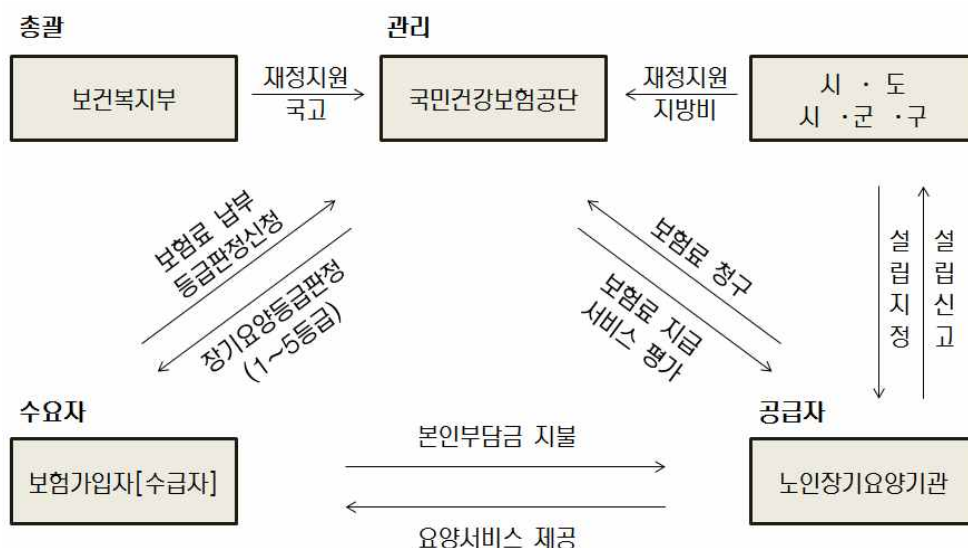 총괄
관리
보건복지부
재정지원
국고
국민건강보험공단
재정지원
지방비
시 · 도
시 ·군 ·구
보험료 납부
등급판정신청
장기요양등급판정
(1~5등급)
보험료 청구
보험료 지급
서비스 평가
설립지정
설립신고
수요자
공급자
보험가입자[수급자]
본인부담금 지불
요양서비스 제공
노인장기요양기관